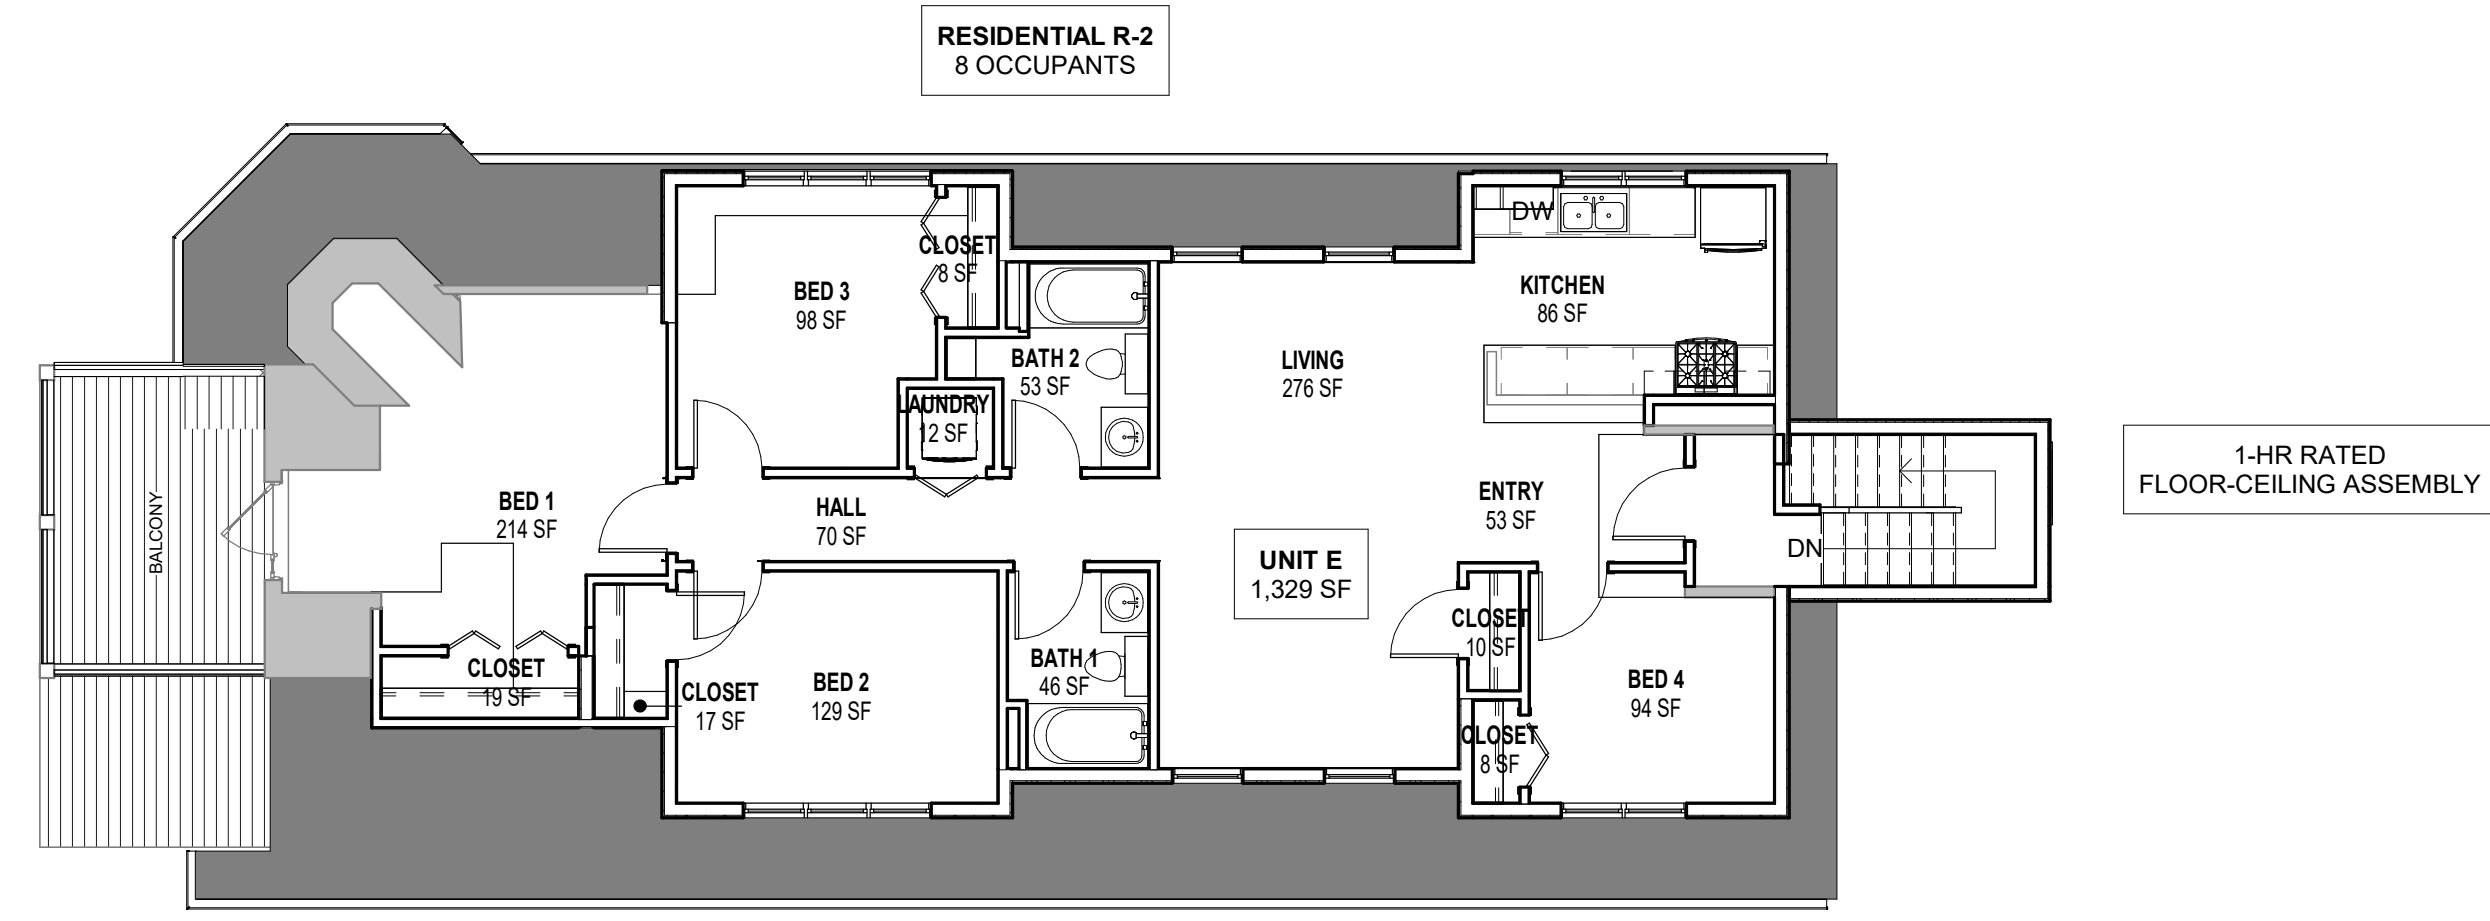 RESIDENTIAL R-2
8 OCCUPANTS
DW
CLOSET
8 SF
BED 3
98 SF
KITCHEN
86 SF
BATH 2
53 SF
LIVING
276 SF
LAUNDRY
12 SF
1-HR RATED
FLOOR-CEILING ASSEMBLY
BALCONY
BED 1
214 SF
HALL
70 SF
ENTRY
53 SF
DN
UNIT E
1,329 SF
CLOSET
10 SF
CLOSET
19 SF
CLOSET
17 SF
BED 2
129 SF
BATH 1
46 SF
BED 4
94 SF
CLOSET
8 SF